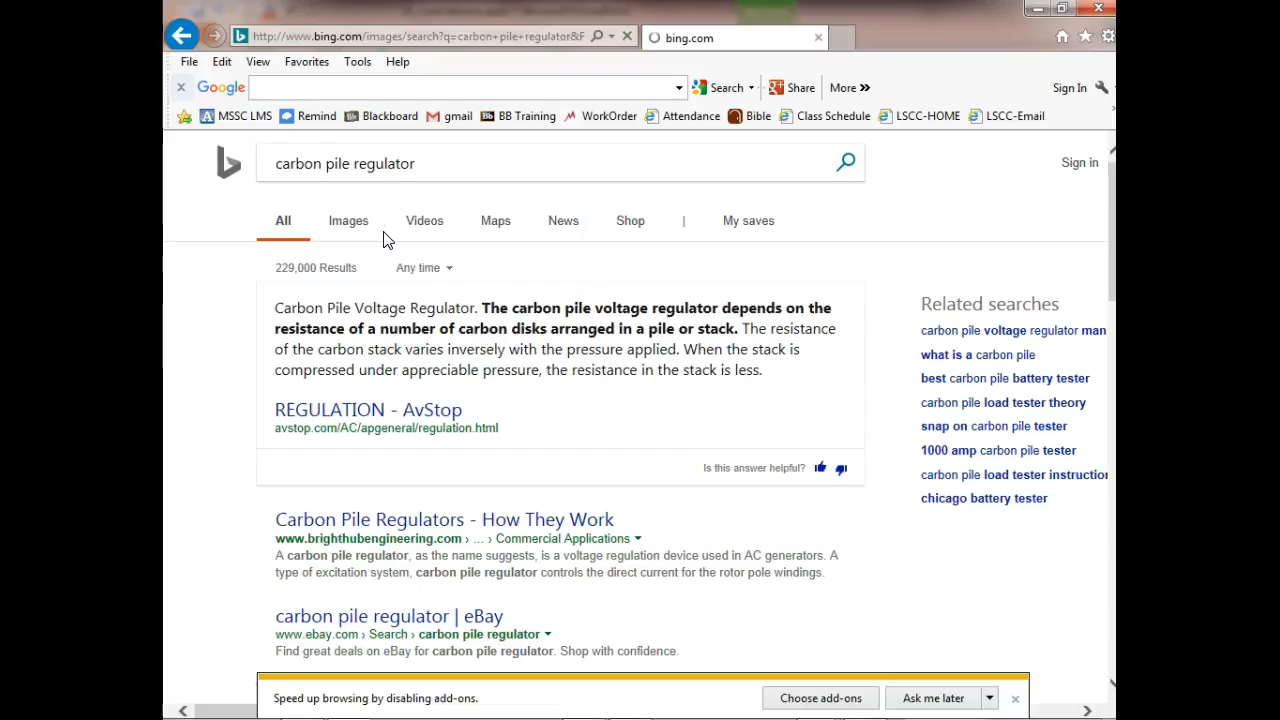 http://www.bing.com/images/search?q=carbon+pile+regulator&F
bing.com
File Edit View Favorites Tools Help
x Google Search Share More » Sign In
MSSC LMS Remind Blackboard gmail BB Training WorkOrder Attendance Bible Class Schedule LSCC-HOME LSCC-Email
carbon pile regulator
Sign in
All Images Videos Maps News Shop | My saves
229,000 Results Any time
Carbon Pile Voltage Regulator. The carbon pile voltage regulator depends on the
resistance of a number of carbon disks arranged in a pile or stack. The resistance
of the carbon stack varies inversely with the pressure applied. When the stack is
compressed under appreciable pressure, the resistance in the stack is less.
REGULATION - AvStop
avstop.com/AC/apgeneral/regulation.html
Is this answer helpful?
Related searches
carbon pile voltage regulator man
what is a carbon pile
best carbon pile battery tester
carbon pile load tester theory
snap on carbon pile tester
1000 amp carbon pile tester
carbon pile load tester instruction
chicago battery tester
Carbon Pile Regulators - How They Work
www.brighthubengineering.com › ... › Commercial Applications
A carbon pile regulator, as the name suggests, is a voltage regulation device used in AC generators. A
type of excitation system, carbon pile regulator controls the direct current for the rotor pole windings.
carbon pile regulator | eBay
www.ebay.com › Search › carbon pile regulator
Find great deals on eBay for carbon pile regulator. Shop with confidence.
Speed up browsing by disabling add-ons. Choose add-ons Ask me later